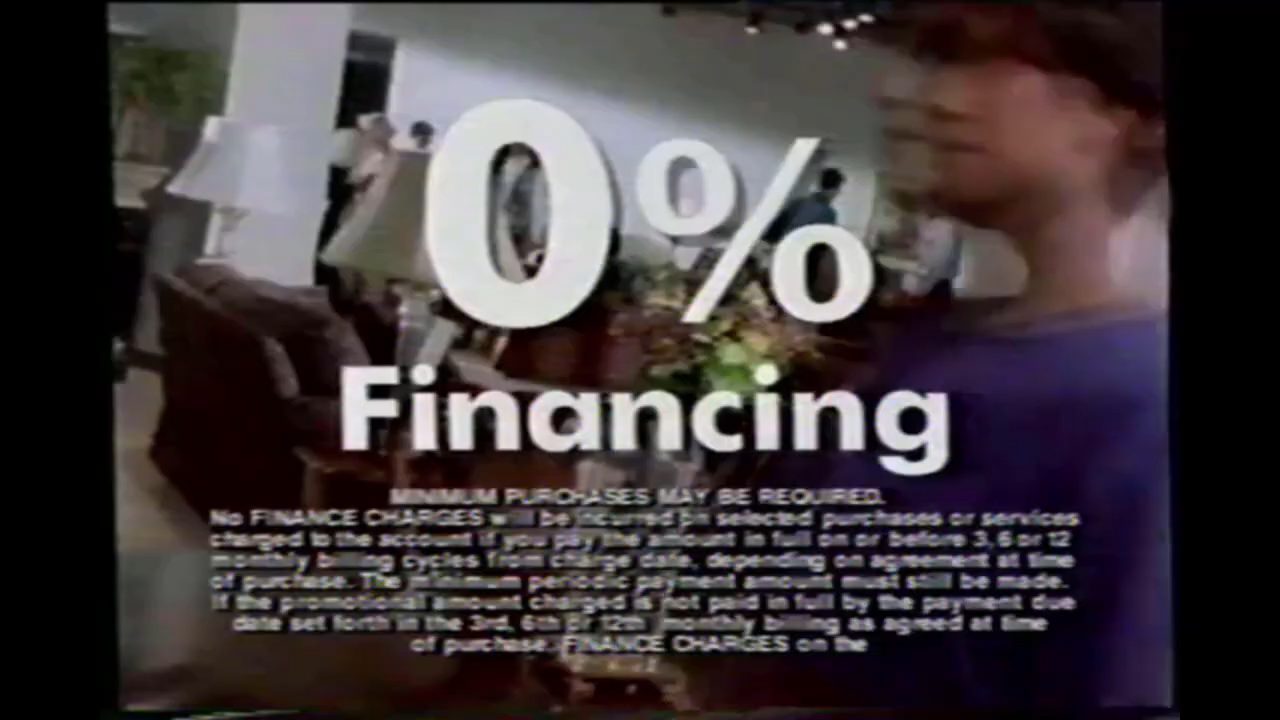 0%
Financing
MINIMUM PURCHASES MAY BE REQUIRED.
No FINANCE CHARGES will be incurred on selected purchases or services
charged to the account if you pay the amount in full on or before 3, 6 or 12
monthly billing cycles from charge date, depending on agreement at time
of purchase. The minimum periodic payment amount must still be made.
If the promotional amount charged is not paid in full by the payment due
date set forth in the 3rd, 6th or 12th monthly billing as agreed at time
of purchase. FINANCE CHARGES on the